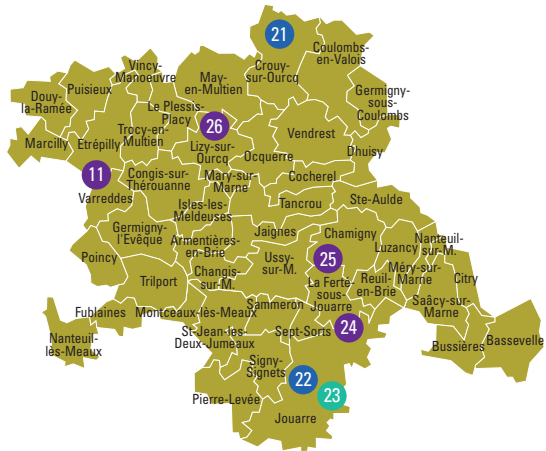 21
Coulombs-
en-Valois
Crouy-
sur-Ourcq
Vincy-
Manoeuvre
May-
en-Multien
Puisieux
Douy-
la-Ramée
Germigny-
sous-
Coulombs
Le Plessis-
Placy
26
Trocy-en-
Multien
Vendrest
Marcilly
Etrépilly
Lizy-sur-
Ourcq
Ocquerre
Dhuisy
11
Congis-sur-
Thérouanne
Mary-sur-
Marne
Cocherel
Varreddes
Isles-les-
Meldeuses
Tancrou
Ste-Aulde
Germigny-
l'Evêque
Armentières-
en-Brie
Jaignes
Chamigny
Luzancy
Nanteuil-
sur-M.
Poincy
Trilport
Changis-
sur-M.
Ussy-
sur-M.
25
La Ferté-
sous-
Jouarre
Reuil-
en-Brie
Méry-sur-
Marne
Citry
Saâcy-sur-
Marne
Fublaines
Montceaux-lès-Meaux
Sammeron
24
Nanteuil-
lès-Meaux
St-Jean-les-
Deux-Jumeaux
Sept-Sorts
Bussières
Bassevelle
Signy-
Signets
22
23
Pierre-Levée
Jouarre